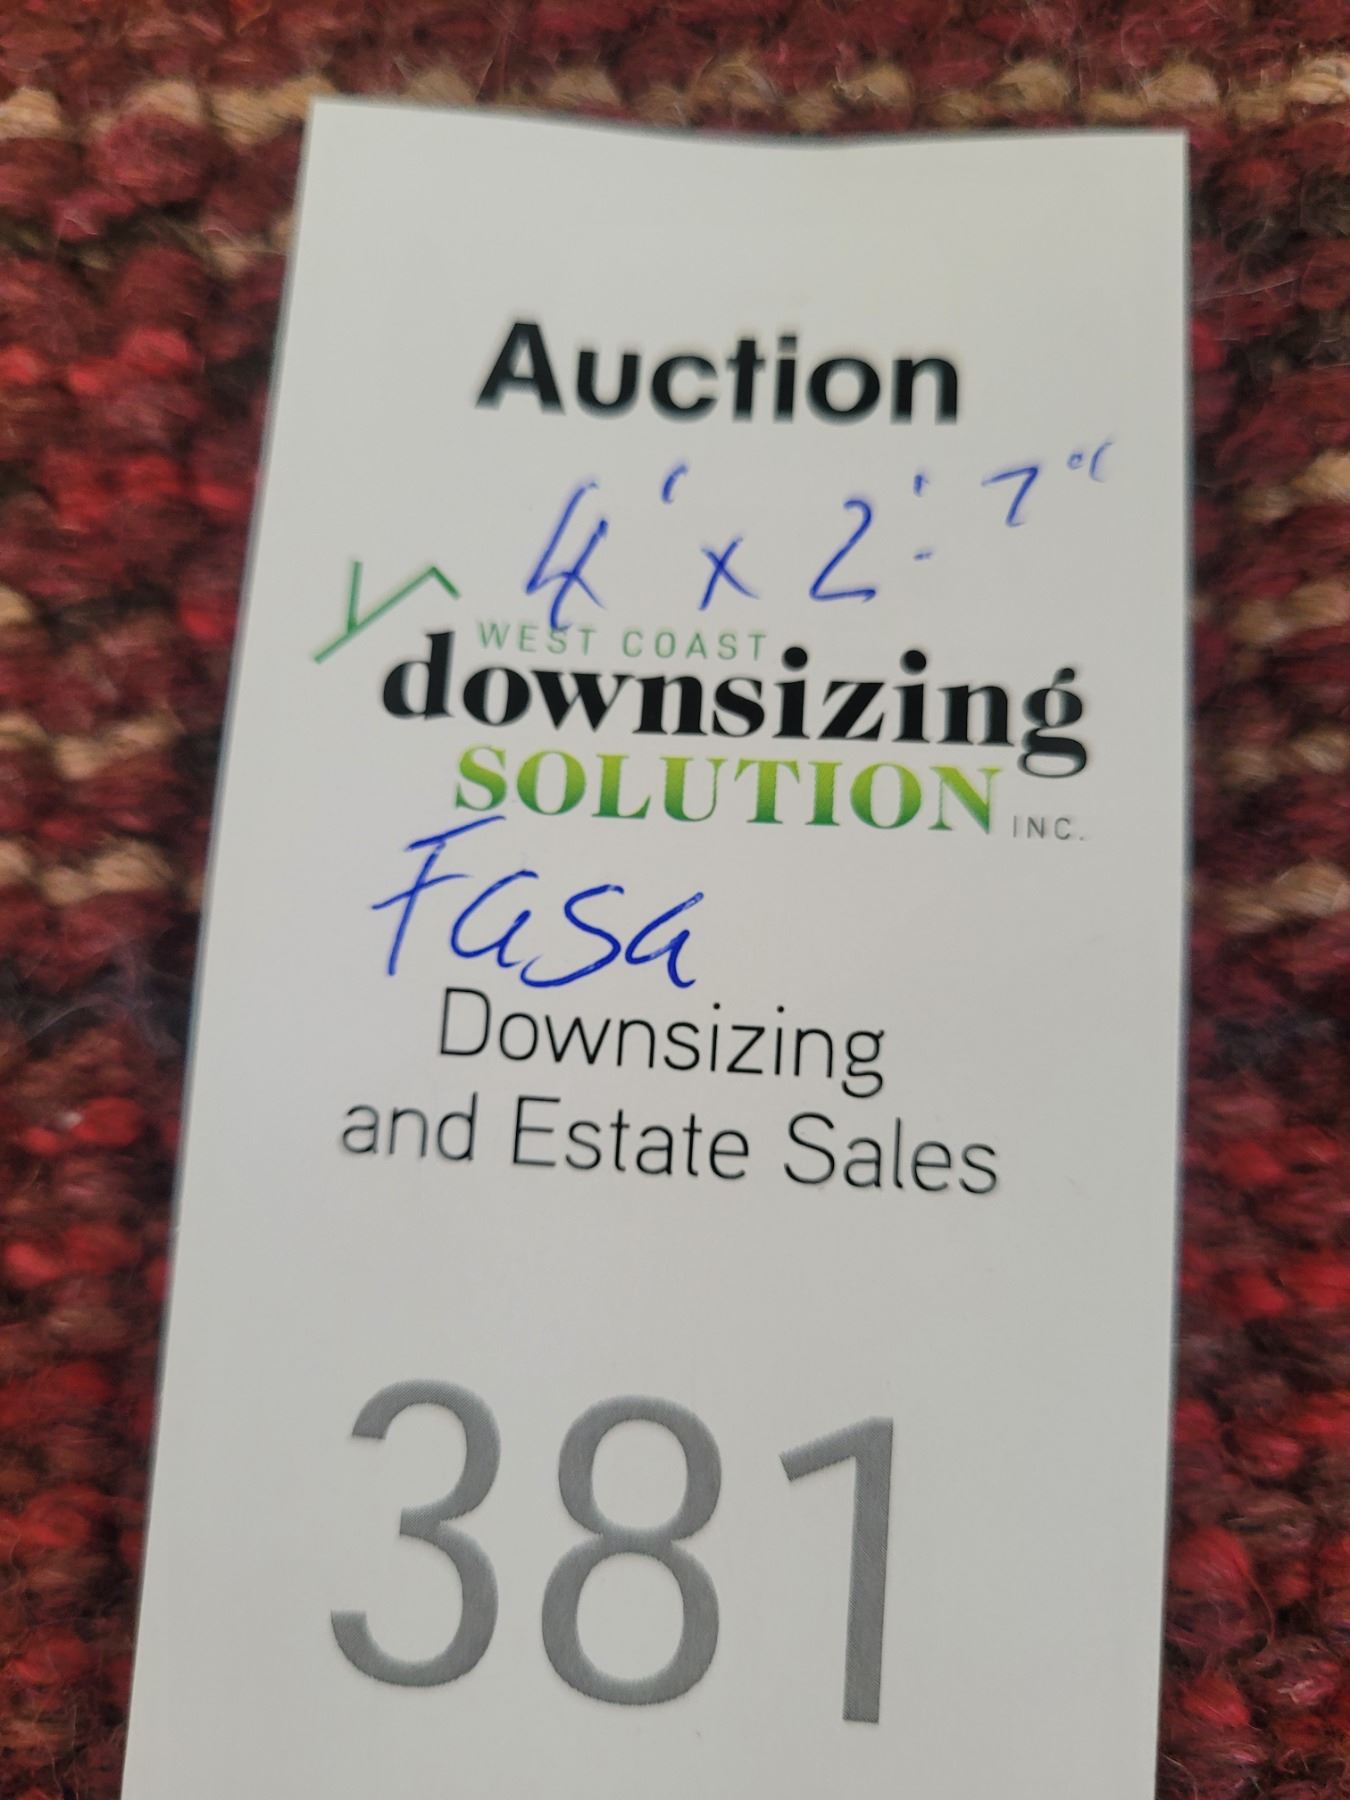 Auction
4' x 2'-7"
WEST COAST
downsizing
SOLUTION INC.
Fasa
Downsizing
and Estate Sales
381